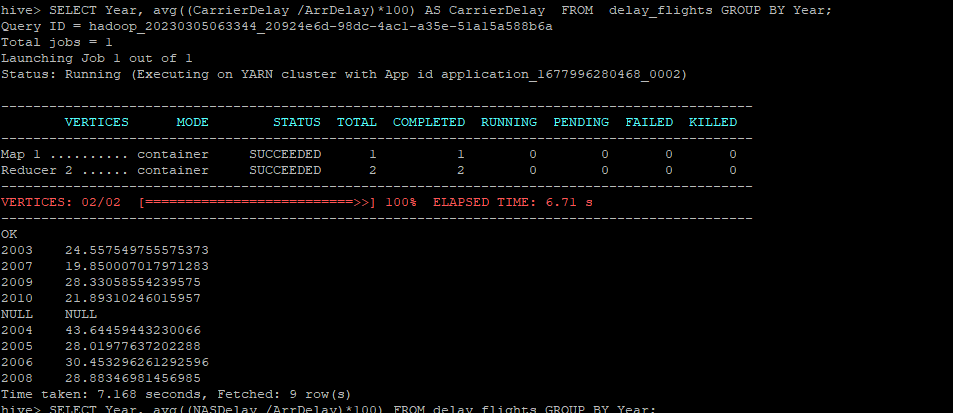 hive> SELECT Year, avg((CarrierDelay /ArrDelay)*100) AS CarrierDelay  FROM  delay_flights GROUP BY Year;
Query ID = hadoop_20230305063344_20924e6d-98dc-4ac1-a35e-51a15a588b6a
Total jobs = 1
Launching Job 1 out of 1
Status: Running (Executing on YARN cluster with App id application_1677996280468_0002)
----------------------------------------------------------------------------------------------
        VERTICES      MODE        STATUS  TOTAL  COMPLETED  RUNNING  PENDING  FAILED  KILLED
----------------------------------------------------------------------------------------------
Map 1 .......... container     SUCCEEDED      1          1        0        0       0       0
Reducer 2 ...... container     SUCCEEDED      2          2        0        0       0       0
----------------------------------------------------------------------------------------------
VERTICES: 02/02  [==========================>>] 100%  ELAPSED TIME: 6.71 s
----------------------------------------------------------------------------------------------
OK
2003    24.557549755575373
2007    19.850007017971283
2009    28.33058554239575
2010    21.89310246015957
NULL    NULL
2004    43.64459443230066
2005    28.01977637202288
2006    30.453296261292596
2008    28.88346981456985
Time taken: 7.168 seconds, Fetched: 9 row(s)
hive> SELECT Year, avg((NASDelay /ArrDelay)*100) FROM delay_flights GROUP BY Year;